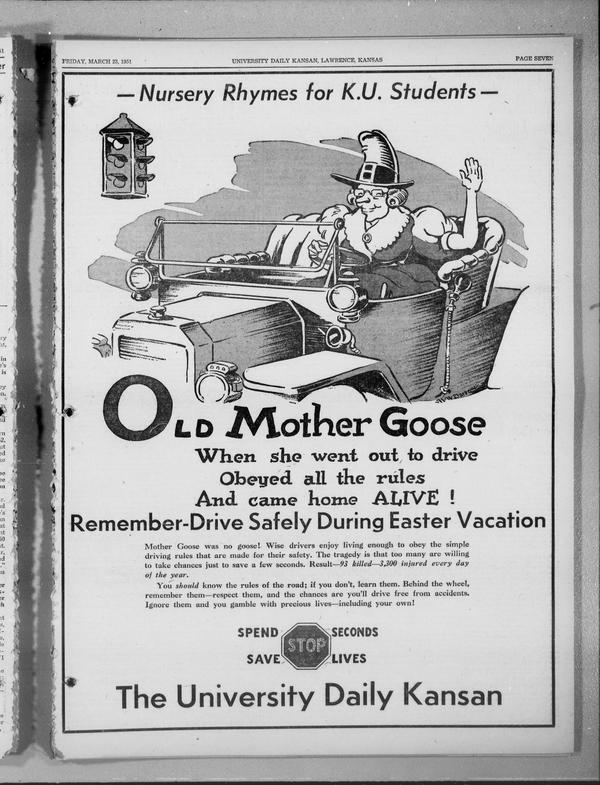 FRIDAY, MARCH 23, 1951 UNIVERSITY DAILY KANSAN, LAWRENCE, KANSAS PAGE SEVEN
—Nursery Rhymes for K.U. Students—
OLD Mother Goose
When she went out to drive
Obeyed all the rules
And came home ALIVE !
Remember-Drive Safely During Easter Vacation
Mother Goose was no goose! Wise drivers enjoy living enough to obey the simple
driving rules that are made for their safety. The tragedy is that too many are willing
to take chances just to save a few seconds. Result—93 killed—3,300 injured every day
of the year.
You should know the rules of the road; if you don't, learn them. Behind the wheel,
remember them—respect them, and the chances are you'll drive free from accidents.
Ignore them and you gamble with precious lives—including your own!
SPEND STOP SECONDS
SAVE LIVES
The University Daily Kansan